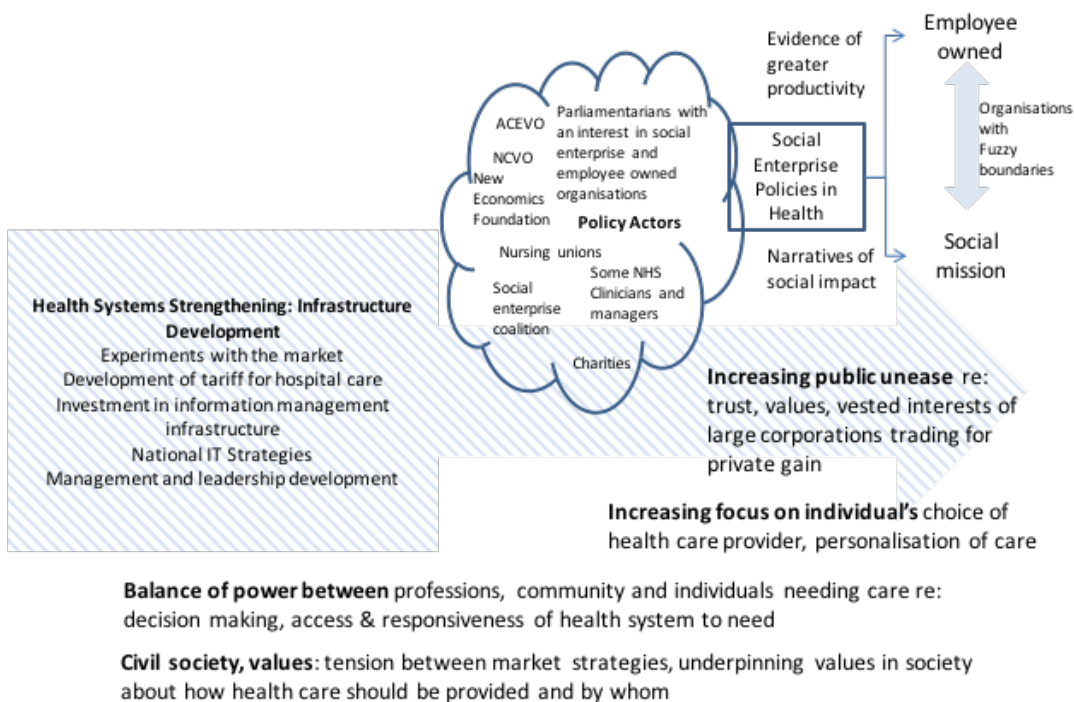 Health Systems Strengthening: Infrastructure
Development
Experiments with the market
Development of tariff for hospital care
Investment in information management
infrastructure
National IT Strategies
Management and leadership development
ACEVO
NCVO
New
Economics
Foundation
Parliamentarians with
an interest in social
enterprise and
employee owned
organisations
Policy Actors
Nursing unions
Social
enterprise
coalition
Some NHS
Clinicians and
managers
Charities
Evidence of
greater
productivity
Social
Enterprise
Policies in
Health
Narratives of
social impact
Employee
owned
Organisations
with
Fuzzy
boundaries
Social
mission
Increasing public unease re:
trust, values, vested interests of
large corporations trading for
private gain
Increasing focus on individual's choice of
health care provider, personalisation of care
Balance of power between professions, community and individuals needing care re:
decision making, access & responsiveness of health system to need
Civil society, values: tension between market strategies, underpinning values in society
about how health care should be provided and by whom